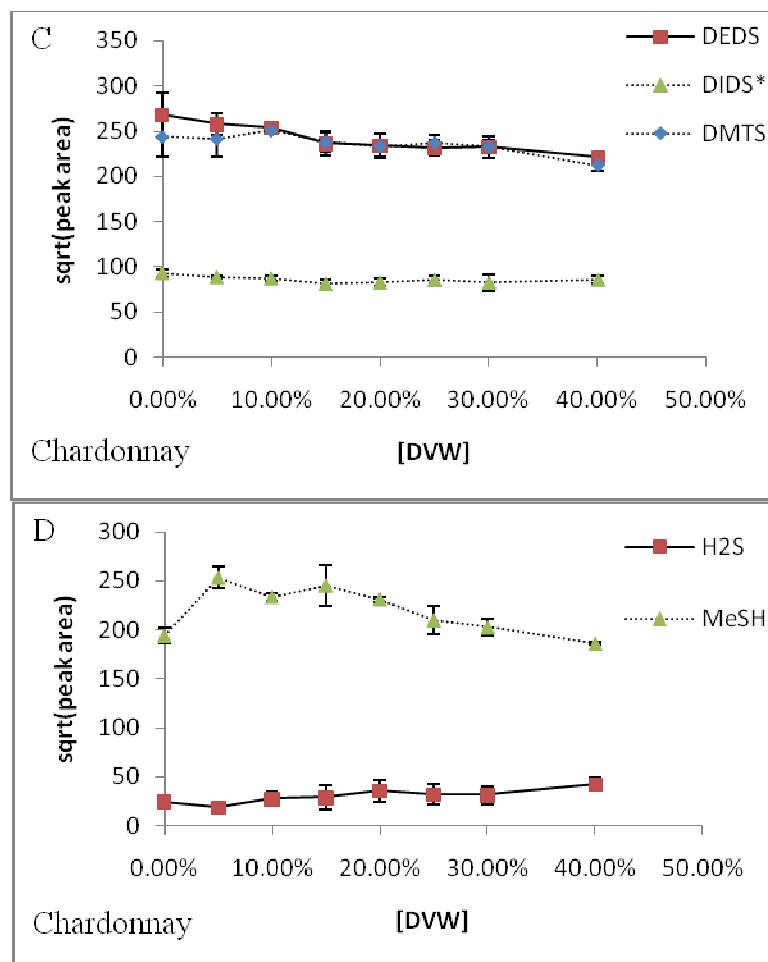 C
350
300
250
200
150
100
50
0
sqrt(peak area)
DEDS
DIDS*
DMTS
0.00% 10.00% 20.00% 30.00% 40.00% 50.00%
Chardonnay
[DVW]
D
300
250
200
150
100
50
0
sqrt(peak area)
H2S
MeSH
0.00% 10.00% 20.00% 30.00% 40.00% 50.00%
Chardonnay
[DVW]